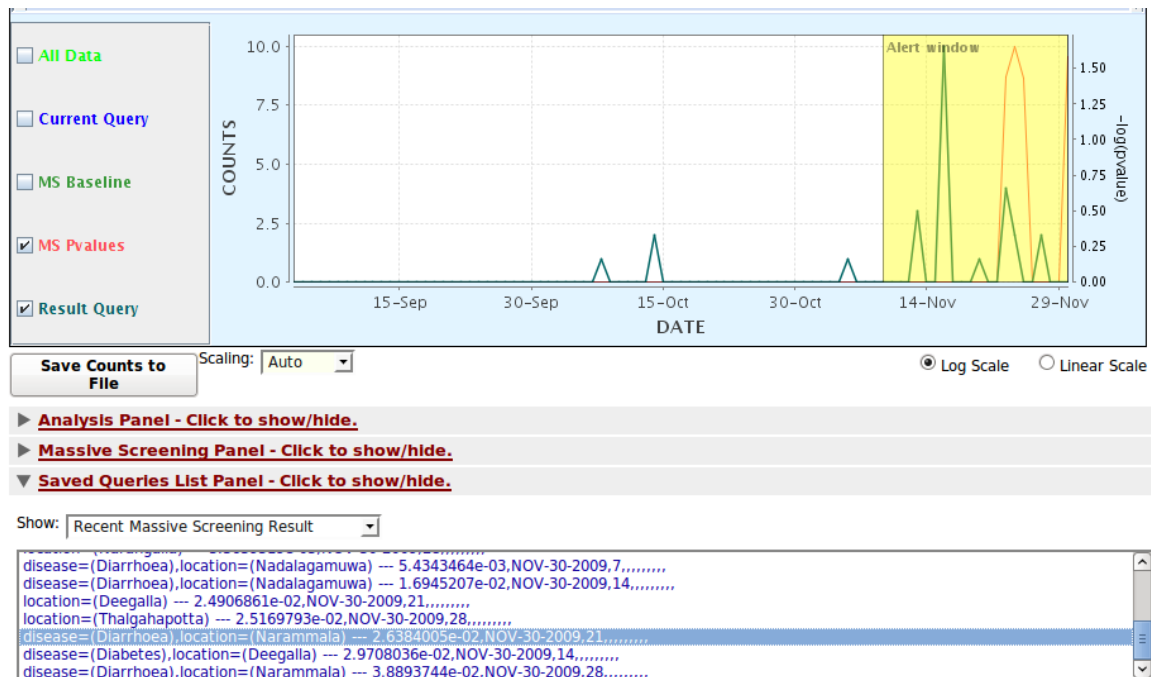 All Data
Current Query
MS Baseline
MS Pvalues
Result Query
COUNTS
10.0
7.5
5.0
2.5
0.0
Alert window
1.50
1.25
1.00
0.75
0.50
0.25
0.00
-log(pvalue)
15-Sep 30-Sep 15-Oct 30-Oct 14-Nov 29-Nov
DATE
Save Counts to
File
Scaling: Auto
Log Scale Linear Scale
Analysis Panel - Click to show/hide.
Massive Screening Panel - Click to show/hide.
Saved Queries List Panel - Click to show/hide.
Show: Recent Massive Screening Result
disease=(Diarrhoea),location=(Nadalagamuwa) --- 5.4343464e-03,NOV-30-2009,7,,,,,,,,,
disease=(Diarrhoea),location=(Nadalagamuwa) --- 1.6945207e-02,NOV-30-2009,14,,,,,,,,,
location=(Deegalla) --- 2.4906861e-02,NOV-30-2009,21,,,,,,,,,
location=(Thalgahapotta) --- 2.5169793e-02,NOV-30-2009,28,,,,,,,,,
disease=(Diarrhoea),location=(Narammala) --- 2.6384005e-02,NOV-30-2009,21,,,,,,,,,
disease=(Diabetes),location=(Deegalla) --- 2.9708036e-02,NOV-30-2009,14,,,,,,,,,
disease=(Diarrhoea),location=(Narammala) --- 3.8893744e-02,NOV-30-2009,28,,,,,,,,,